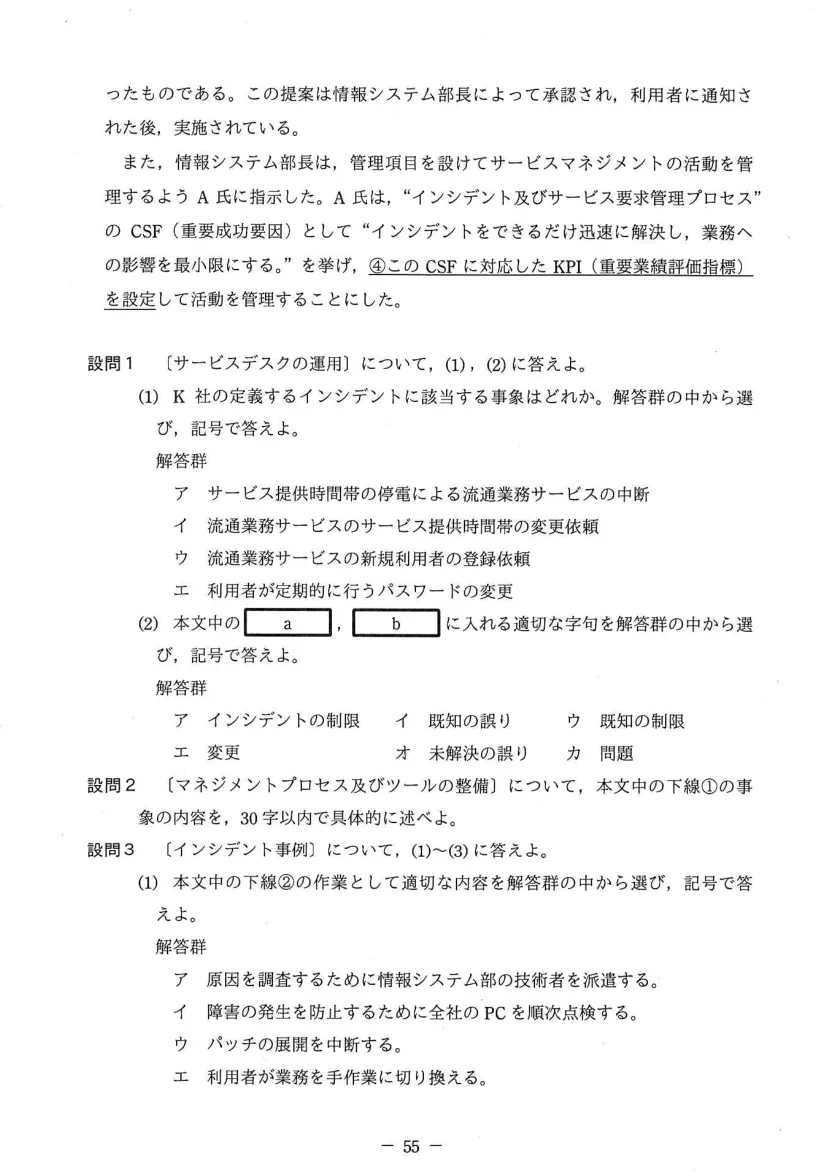 ったものである。この提案は情報システム部長によって承認され，利用者に通知さ
れた後，実施されている。
また，情報システム部長は，管理項目を設けてサービスマネジメントの活動を管
理するよう A 氏に指示した。A 氏は，“インシデント及びサービス要求管理プロセス”
の CSF（重要成功要因）として“インシデントをできるだけ迅速に解決し，業務へ
の影響を最小限にする。”を挙げ，④この CSF に対応した KPI（重要業績評価指標）
を設定して活動を管理することにした。
設問１ 〔サービスデスクの運用〕について，(1)，(2) に答えよ。
(1) K 社の定義するインシデントに該当する事象はどれか。解答群の中から選
び，記号で答えよ。
解答群
ア サービス提供時間帯の停電による流通業務サービスの中断
イ 流通業務サービスのサービス提供時間帯の変更依頼
ウ 流通業務サービスの新規利用者の登録依頼
エ 利用者が定期的に行うパスワードの変更
(2) 本文中の a ， b に入れる適切な字句を解答群の中から選
び，記号で答えよ。
解答群
ア インシデントの制限 イ 既知の誤り ウ 既知の制限
エ 変更 オ 未解決の誤り カ 問題
設問２ 〔マネジメントプロセス及びツールの整備〕について，本文中の下線①の事
象の内容を，30 字以内で具体的に述べよ。
設問３ 〔インシデント事例〕について，(1)～(3) に答えよ。
(1) 本文中の下線②の作業として適切な内容を解答群の中から選び，記号で答
えよ。
解答群
ア 原因を調査するために情報システム部の技術者を派遣する。
イ 障害の発生を防止するために全社の PC を順次点検する。
ウ パッチの展開を中断する。
エ 利用者が業務を手作業に切り換える。
－ 55 －